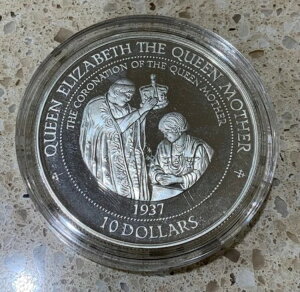 QUEEN ELIZABETH THE QUEEN MOTHER
THE CORONATION OF THE QUEEN MOTHER
1937
10 DOLLARS